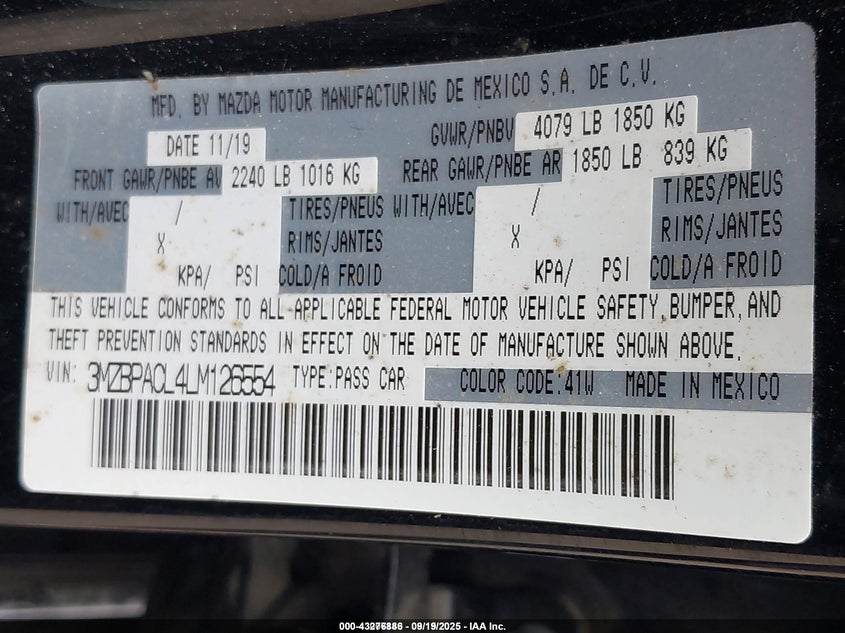 MFD. BY MAZDA MOTOR MANUFACTURING DE MEXICO S.A. DE C.V.
DATE 11/19 GVWR/PNBV 4079 LB 1850 KG
FRONT GAWR/PNBE AV 2240 LB 1016 KG REAR GAWR/PNBE AR 1850 LB 839 KG
WITH/AVEC / TIRES/PNEUS WITH/AVEC / TIRES/PNEUS
X RIMS/JANTES X RIMS/JANTES
KPA/ PSI COLD/A FROID KPA/ PSI COLD/A FROID
THIS VEHICLE CONFORMS TO ALL APPLICABLE FEDERAL MOTOR VEHICLE SAFETY, BUMPER, AND
THEFT PREVENTION STANDARDS IN EFFECT ON THE DATE OF MANUFACTURE SHOWN ABOVE.
VIN: 3MZBPACL4LM126554 TYPE:PASS CAR COLOR CODE:41W MADE IN MEXICO
09/19/2025 - IAA Inc.